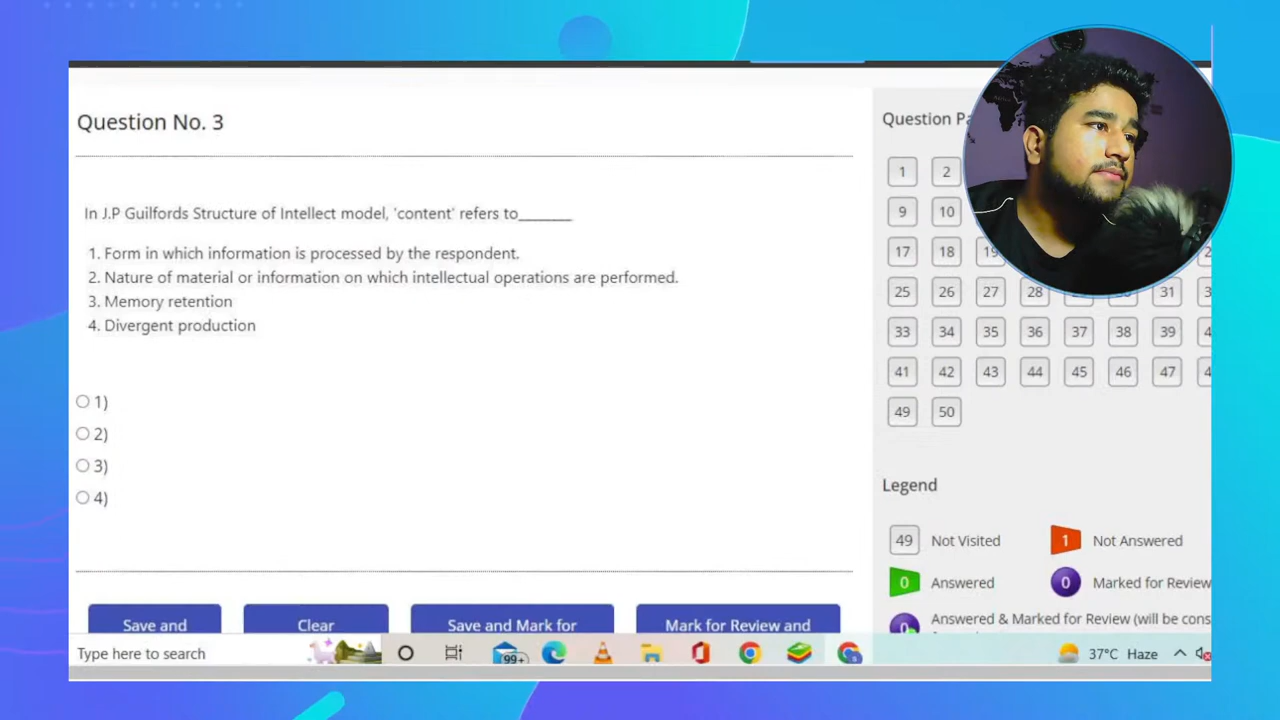 Question No. 3
In J.P Guilfords Structure of Intellect model, 'content' refers to_______
1. Form in which information is processed by the respondent.
2. Nature of material or information on which intellectual operations are performed.
3. Memory retention
4. Divergent production
1)
2)
3)
4)
Save and
Clear
Save and Mark for
Mark for Review and
Question Pa
1 2
9 10
17 18 19
25 26 27 28 31 3
33 34 35 36 37 38 39 4
41 42 43 44 45 46 47 4
49 50
Legend
49 Not Visited
1 Not Answered
0 Answered
0 Marked for Review
0 Answered & Marked for Review (will be cons
Type here to search
99+
37°C Haze